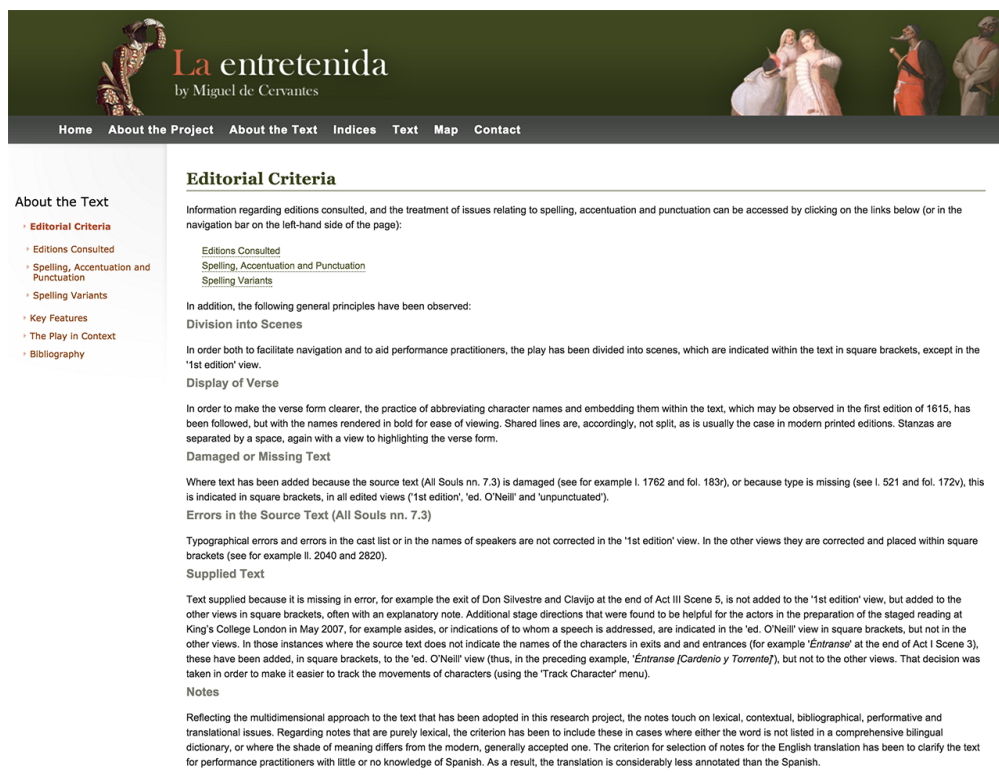 La entretenida
by Miguel de Cervantes
Home About the Project About the Text Indices Text Map Contact
About the Text
Editorial Criteria
Editions Consulted
Spelling, Accentuation and
Punctuation
Spelling Variants
Key Features
The Play in Context
Bibliography
Editorial Criteria
Information regarding editions consulted, and the treatment of issues relating to spelling, accentuation and punctuation can be accessed by clicking on the links below (or in the
navigation bar on the left-hand side of the page):
Editions Consulted
Spelling, Accentuation and Punctuation
Spelling Variants
In addition, the following general principles have been observed:
Division into Scenes
In order both to facilitate navigation and to aid performance practitioners, the play has been divided into scenes, which are indicated within the text in square brackets, except in the
'1st edition' view.
Display of Verse
In order to make the verse form clearer, the practice of abbreviating character names and embedding them within the text, which may be observed in the first edition of 1615, has
been followed, but with the names rendered in bold for ease of viewing. Shared lines are, accordingly, not split, as is usually the case in modern printed editions. Stanzas are
separated by a space, again with a view to highlighting the verse form.
Damaged or Missing Text
Where text has been added because the source text (All Souls nn. 7.3) is damaged (see for example l. 1762 and fol. 183r), or because type is missing (see l. 521 and fol. 172v), this
is indicated in square brackets, in all edited views ('1st edition', 'ed. O'Neill' and 'unpunctuated').
Errors in the Source Text (All Souls nn. 7.3)
Typographical errors and errors in the cast list or in the names of speakers are not corrected in the '1st edition' view. In the other views they are corrected and placed within square
brackets (see for example ll. 2040 and 2820).
Supplied Text
Text supplied because it is missing in error, for example the exit of Don Silvestre and Clavijo at the end of Act III Scene 5, is not added to the '1st edition' view, but added to the
other views in square brackets, often with an explanatory note. Additional stage directions that were found to be helpful for the actors in the preparation of the staged reading at
King's College London in May 2007, for example asides, or indications of to whom a speech is addressed, are indicated in the 'ed. O'Neill' view in square brackets, but not in the
other views. In those instances where the source text does not indicate the names of the characters in exits and and entrances (for example 'Éntranse' at the end of Act I Scene 3),
these have been added, in square brackets, to the 'ed. O'Neill' view (thus, in the preceding example, 'Éntranse [Cardenio y Torrente]'), but not to the other views. That decision was
taken in order to make it easier to track the movements of characters (using the 'Track Character' menu).
Notes
Reflecting the multidimensional approach to the text that has been adopted in this research project, the notes touch on lexical, contextual, bibliographical, performative and
translational issues. Regarding notes that are purely lexical, the criterion has been to include these in cases where either the word is not listed in a comprehensive bilingual
dictionary, or where the shade of meaning differs from the modern, generally accepted one. The criterion for selection of notes for the English translation has been to clarify the text
for performance practitioners with little or no knowledge of Spanish. As a result, the translation is considerably less annotated than the Spanish.